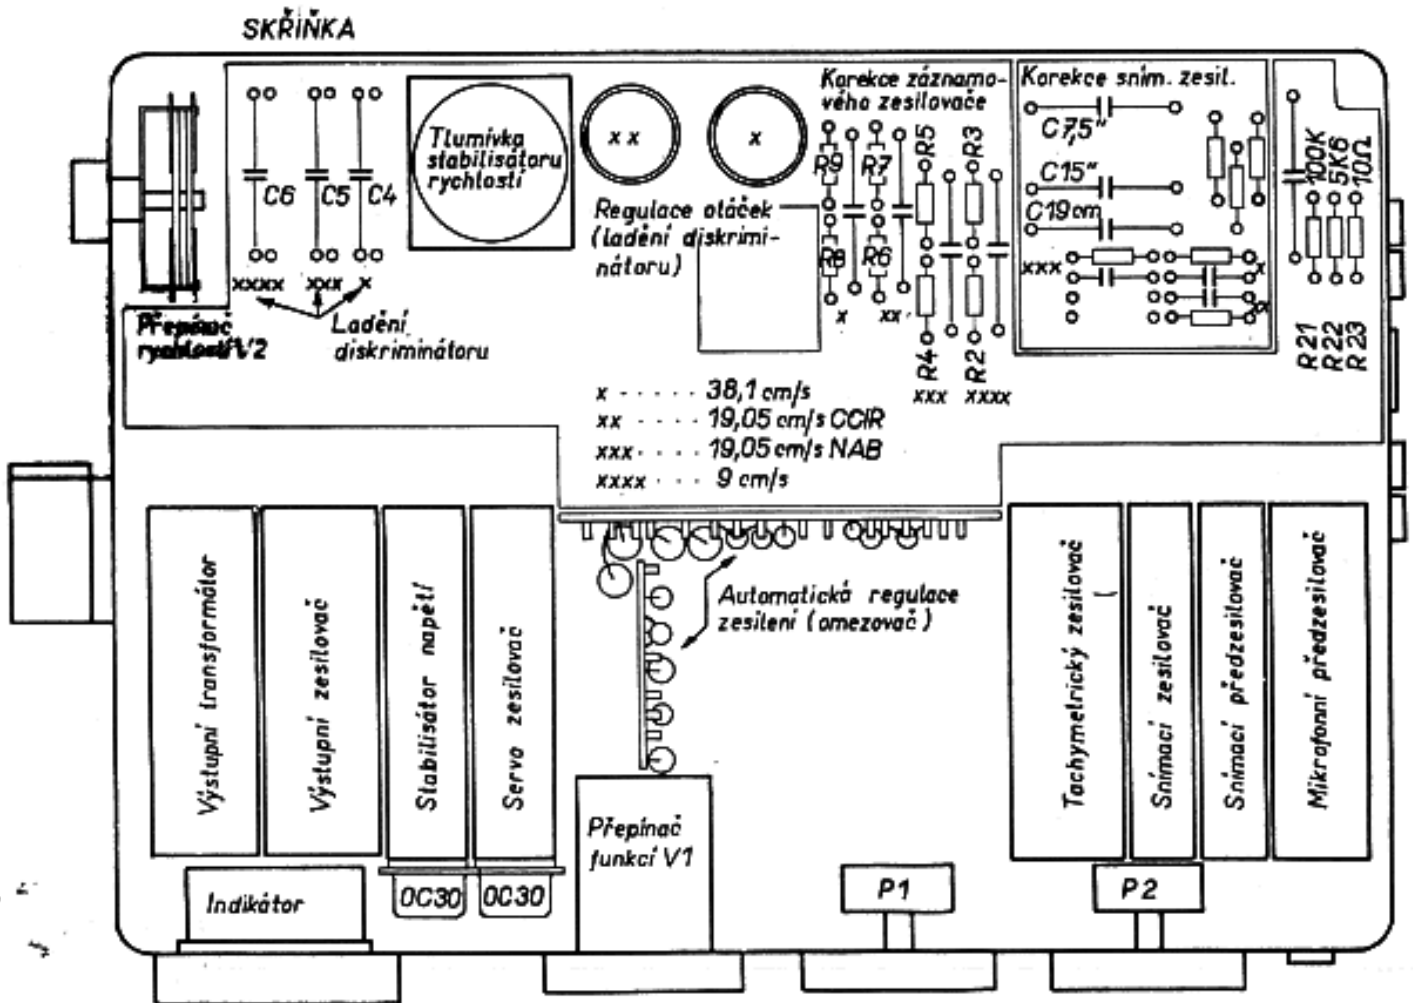 SKŘÍŇKA
C6
C5
C4
xxxx
xxx
x
Přepínač
rychlostí V2
Ladění
diskriminátoru
Tlumivka
stabilisátoru
rychlostí
xx
x
Regulace otáček
(ladění diskrimi-
nátoru)
Korekce záznamo-
vého zesilovače
R9
R7
R5
R3
R8
R6
R4
R2
x
xx
xxx
xxxx
Korekce sním. zesil.
C7,5"
C15"
C19cm
xxx
x
xx
100K
5K6
10Ω
R21
R22
R23
x ····· 38,1 cm/s
xx ···· 19,05 cm/s CCIR
xxx ···· 19,05 cm/s NAB
xxxx ··· 9 cm/s
Výstupní transformátor
Výstupní zesilovač
Stabilisátor napětí
Servo zesilovač
Automatická regulace
zesílení (omezovač)
Tachymetrický zesilovač
Snímací zesilovač
Snímací předzesilovač
Mikrofonní předzesilovač
Indikátor
OC30
OC30
Přepínač
funkcí V1
P1
P2